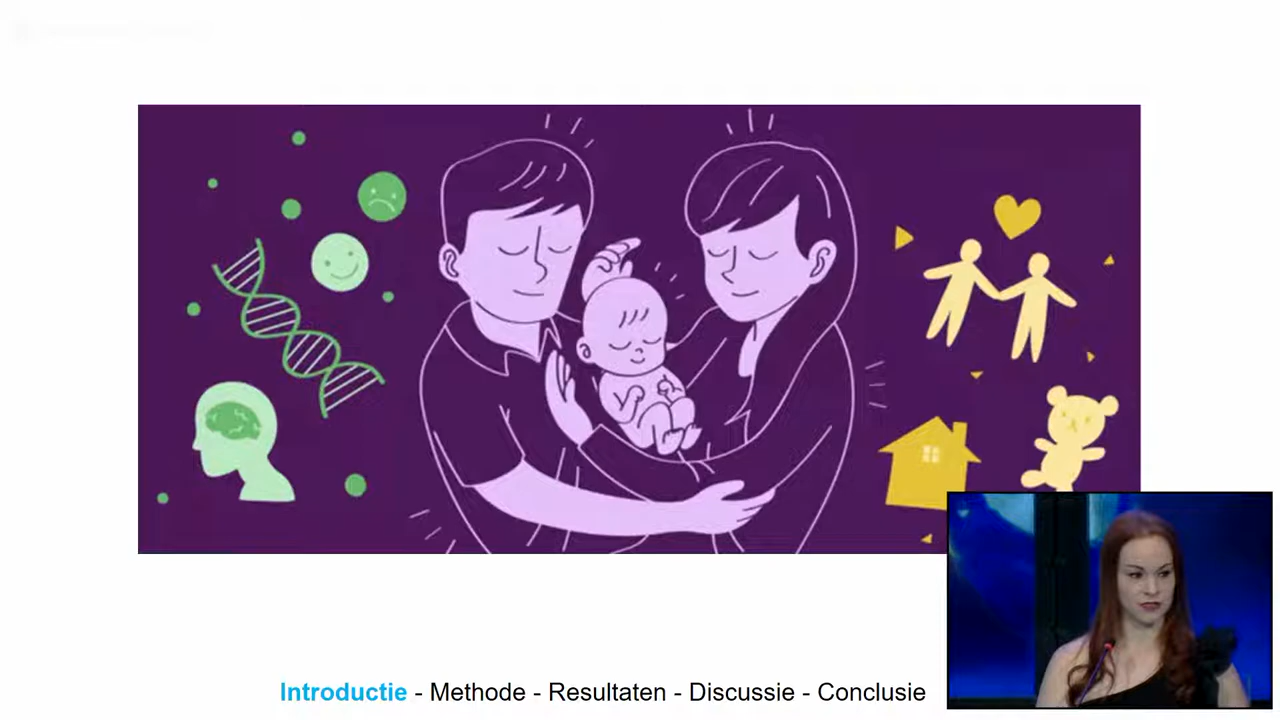 Introductie - Methode - Resultaten - Discussie - Conclusie